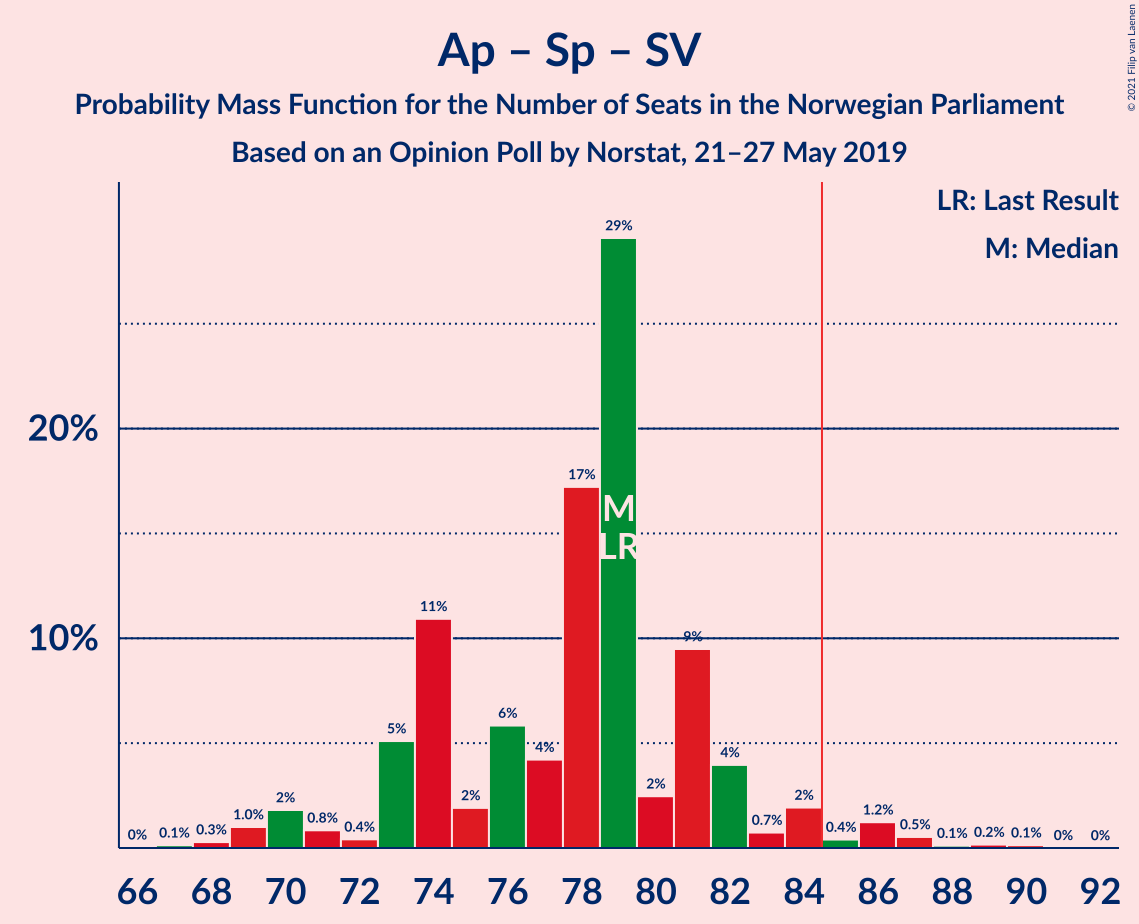 Ap – Sp – SV
Probability Mass Function for the Number of Seats in the Norwegian Parliament
Based on an Opinion Poll by Norstat, 21–27 May 2019
© 2021 Filip van Laenen
LR: Last Result
M: Median
20%
10%
0% 0.1% 0.3% 1.0% 2% 0.8% 0.4% 5% 11% 2% 6% 4% 17% 29% 2% 9% 4% 0.7% 2% 0.4% 1.2% 0.5% 0.1% 0.2% 0.1% 0% 0%
M
LR
66 68 70 72 74 76 78 80 82 84 86 88 90 92